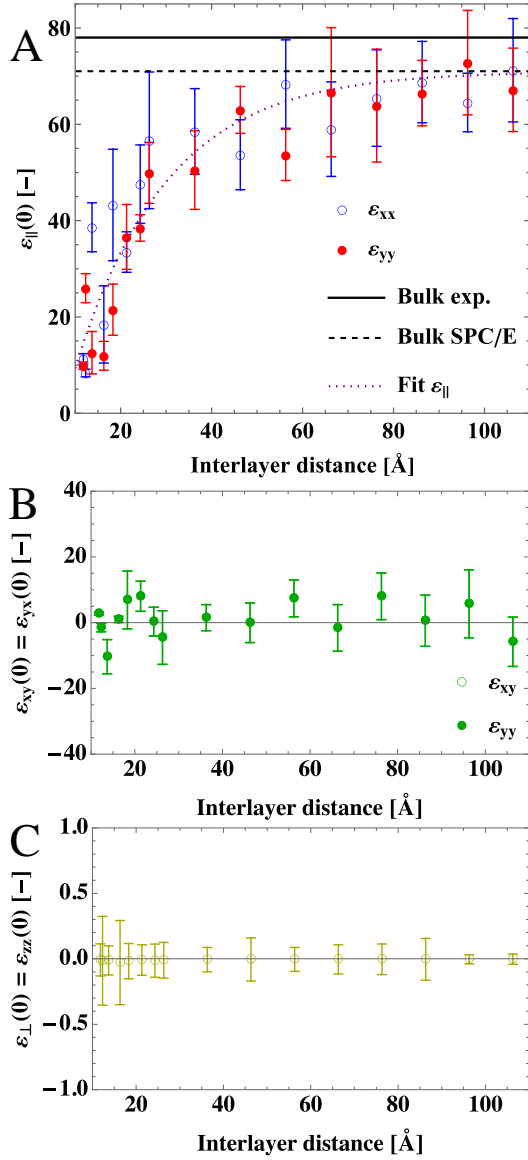 A
ε∥(0) [−]
80
60
40
20
0
εxx
εyy
Bulk exp.
Bulk SPC/E
Fit ε∥
20 40 60 80 100
Interlayer distance [Å]
B
εxy(0) = εyx(0) [−]
40
20
0
−20
−40
εxy
εyy
20 40 60 80 100
Interlayer distance [Å]
C
ε⊥(0) = εzz(0) [−]
1.0
0.5
0.0
−0.5
−1.0
20 40 60 80 100
Interlayer distance [Å]